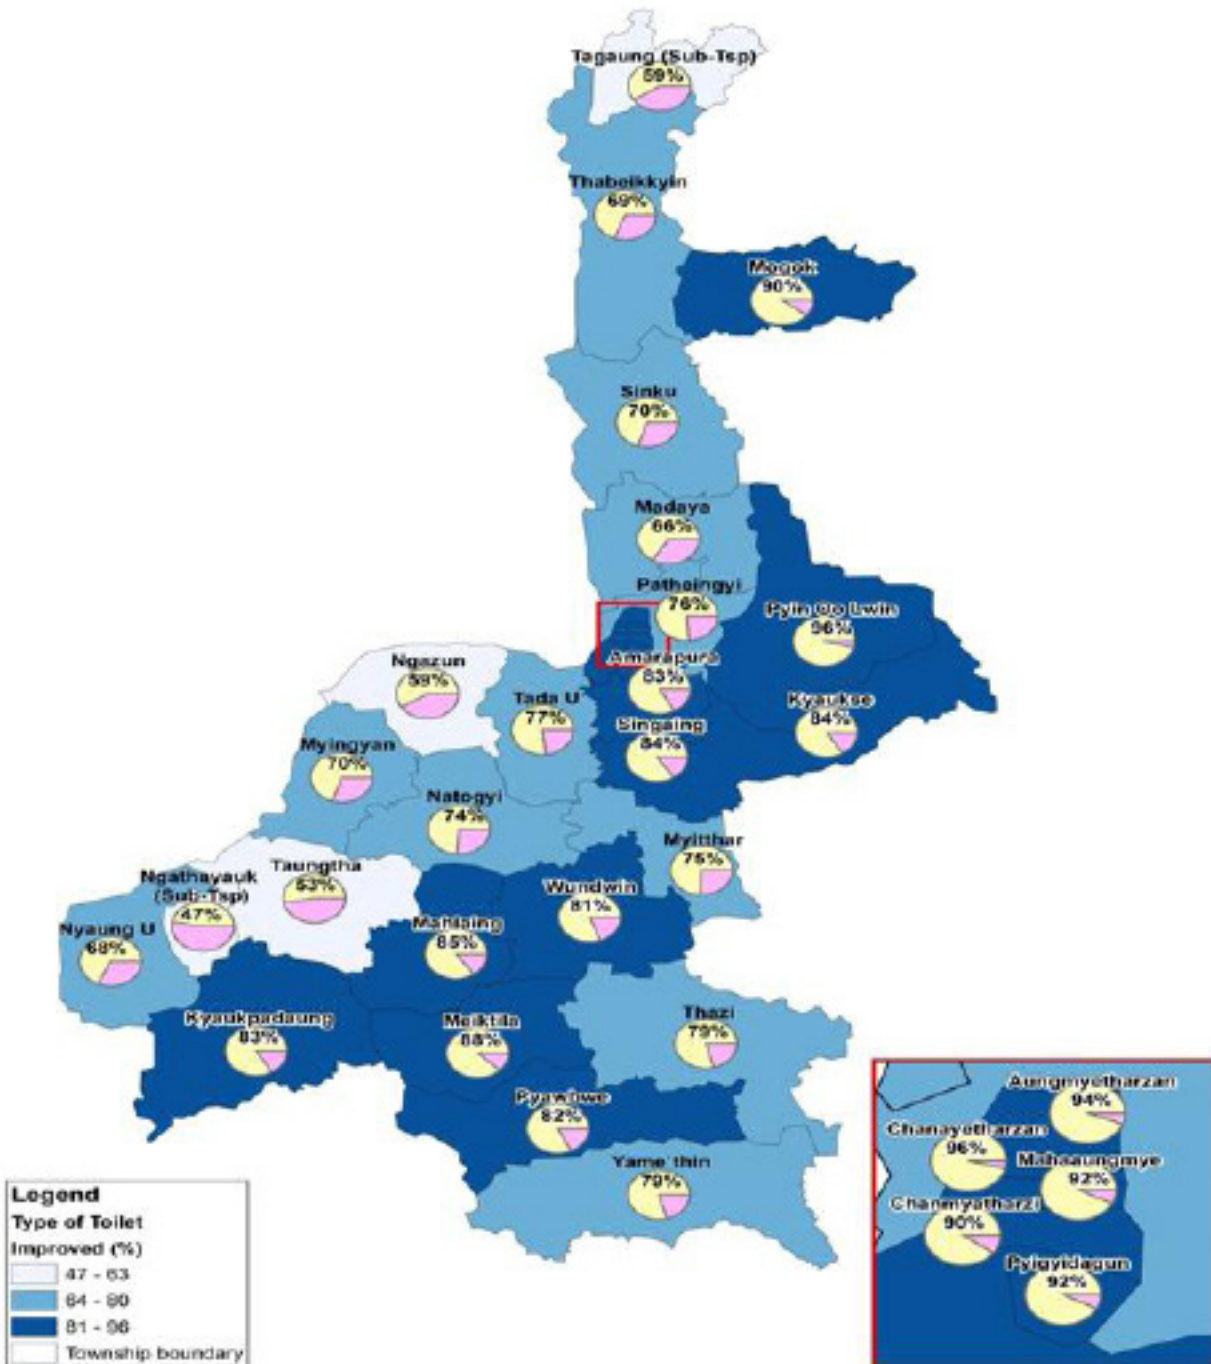 Tagaung (Sub-Tsp)
59%
Thabeikkyin
69%
Mogok
90%
Sinku
70%
Madaya
66%
Patheingyi
76%
Pyin Oo Lwin
96%
Amarapura
83%
Kyaukse
84%
Singaing
84%
Ngazun
59%
Tada U
77%
Myingyan
70%
Natogyi
74%
Myitthar
75%
Taungtha
53%
Ngathayauk
(Sub-Tsp)
47%
Nyaung U
68%
Wundwin
81%
Mahlaing
85%
Kyaukpadaung
83%
Meiktila
88%
Thazi
79%
Pyawbwe
82%
Yame`thin
79%
Aungmyetharzan
94%
Chanayetharzan
96%
Mahaaungmye
92%
Chanmyatharzi
90%
Pyigyidagun
92%
Legend
Type of Toilet
Improved (%)
47 - 63
64 - 80
81 - 96
Township boundary